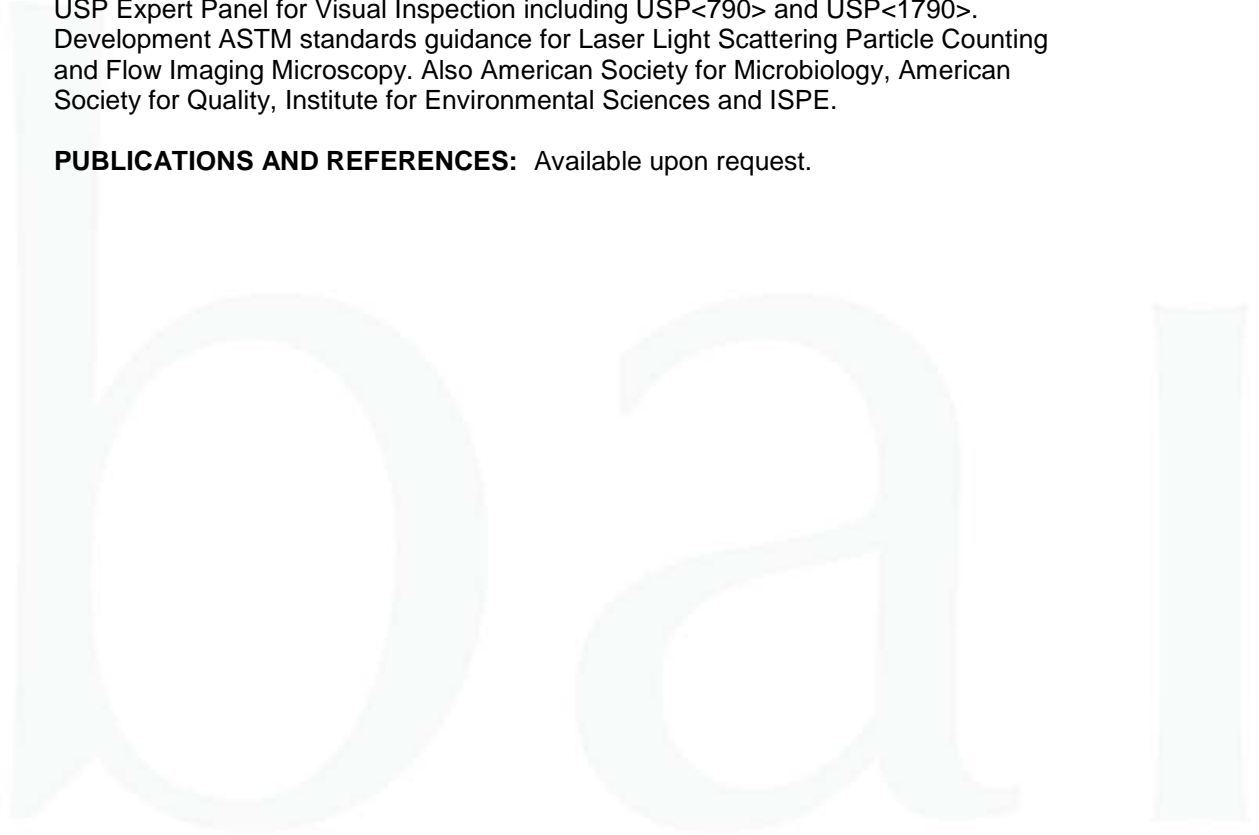 USP Expert Panel for Visual Inspection including USP<790> and USP<1790>.
Development ASTM standards guidance for Laser Light Scattering Particle Counting
and Flow Imaging Microscopy. Also American Society for Microbiology, American
Society for Quality, Institute for Environmental Sciences and ISPE.
PUBLICATIONS AND REFERENCES: Available upon request.
ba